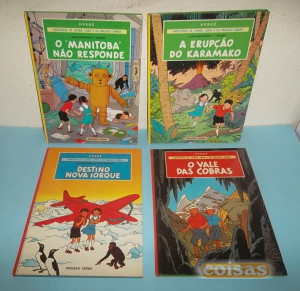 HERGÉ
O "MANITOBA"
NÃO RESPONDE
HERGÉ
A ERUPÇÃO
DO KARAMAKO
HERGÉ
DESTINO
NOVA IORQUE
HERGÉ
O VALE
DAS COBRAS
coisas